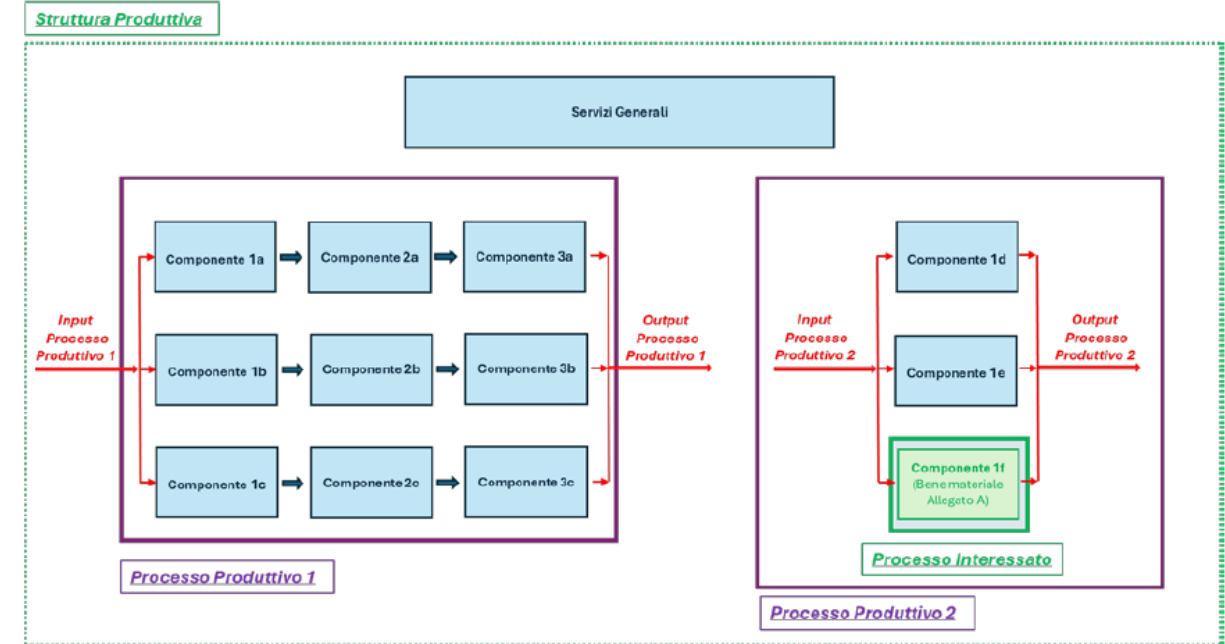 Struttura Produttiva
Servizi Generali
Componente 1a
Componente 2a
Componente 3a
Input
Processo
Produttivo 1
Componente 1b
Componente 2b
Componente 3b
Output
Processo
Produttivo 1
Componente 1c
Componente 2c
Componente 3c
Processo Produttivo 1
Componente 1d
Input
Processo
Produttivo 2
Componente 1e
Output
Processo
Produttivo 2
Componente 1f
(Bene materiale
Allegato A)
Processo Interessato
Processo Produttivo 2